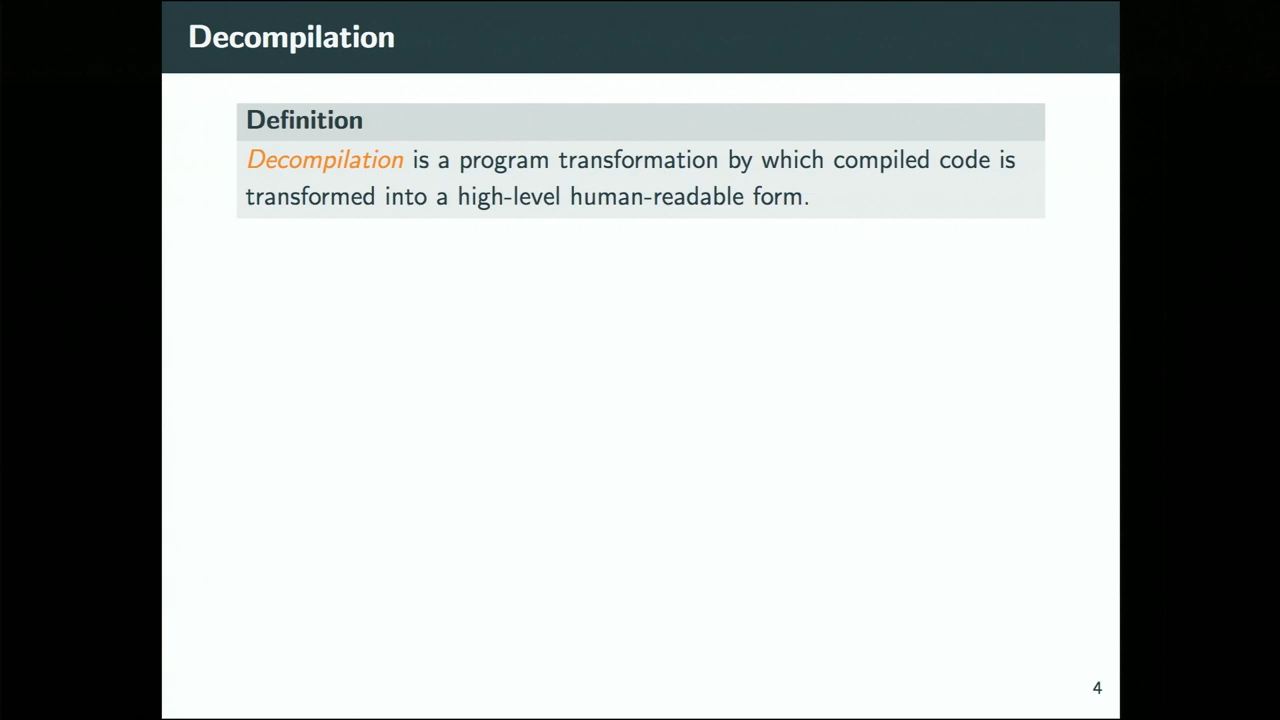 Decompilation
Definition
Decompilation is a program transformation by which compiled code is
transformed into a high-level human-readable form.
4